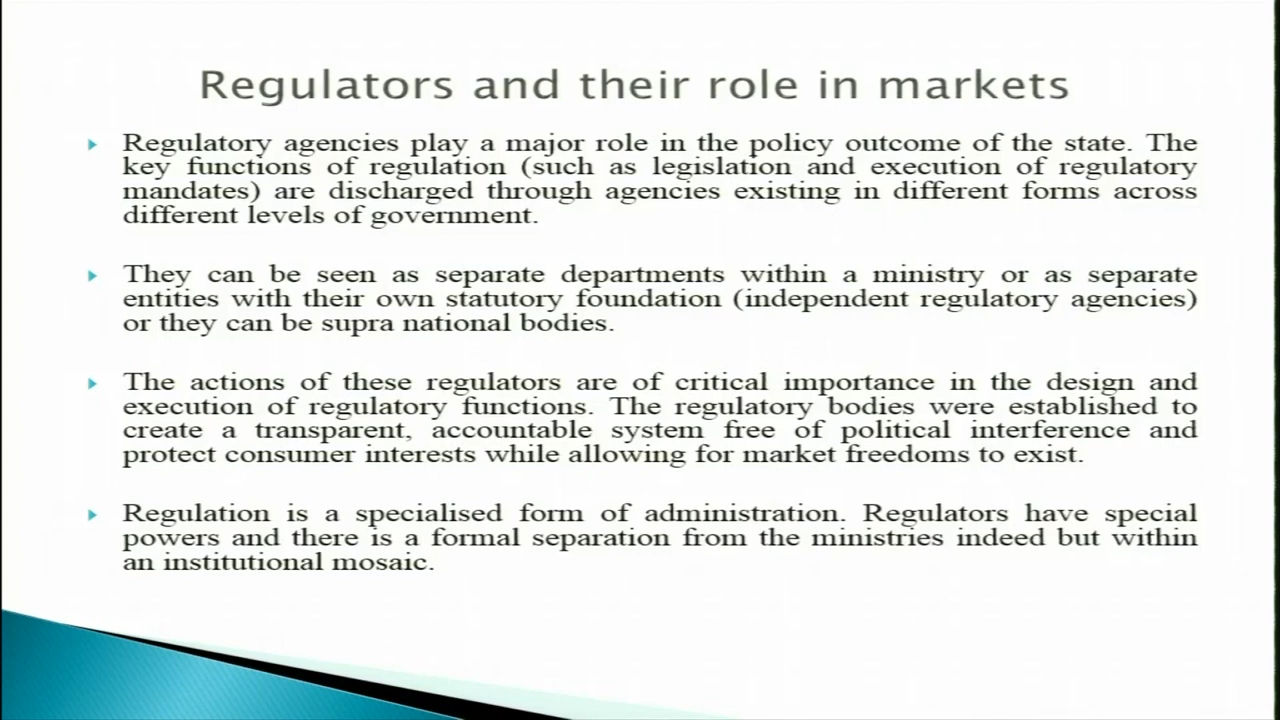 Regulators and their role in markets
Regulatory agencies play a major role in the policy outcome of the state. The
key functions of regulation (such as legislation and execution of regulatory
mandates) are discharged through agencies existing in different forms across
different levels of government.
They can be seen as separate departments within a ministry or as separate
entities with their own statutory foundation (independent regulatory agencies)
or they can be supra national bodies.
The actions of these regulators are of critical importance in the design and
execution of regulatory functions. The regulatory bodies were established to
create a transparent, accountable system free of political interference and
protect consumer interests while allowing for market freedoms to exist.
Regulation is a specialised form of administration. Regulators have special
powers and there is a formal separation from the ministries indeed but within
an institutional mosaic.